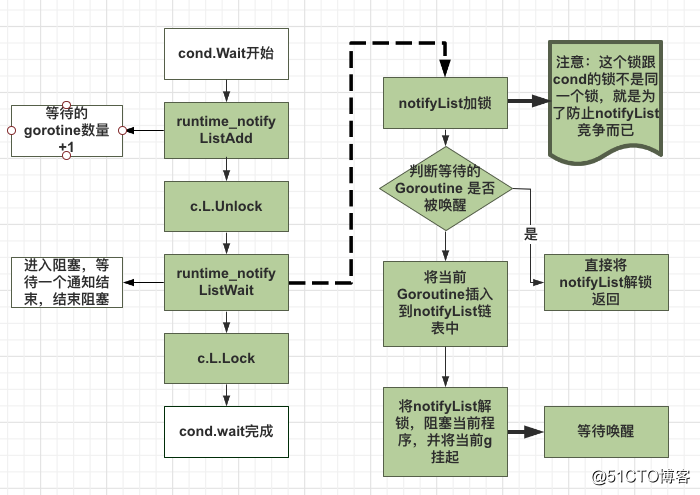 cond.Wait开始
等待的
gorotine数量
+1
runtime_notify
ListAdd
c.L.Unlock
进入阻塞，等
待一个通知结
束，结束阻塞
runtime_notify
ListWait
c.L.Lock
cond.wait完成
notifyList加锁
注意：这个锁跟
cond的锁不是同
一个锁，就是为
了防止notifyList
竞争而已
判断等待的
Goroutine 是否
被唤醒
是
直接将
notifyList解锁
返回
将当前
Goroutine插入
到notifyList链
表中
将notifyList解
锁，阻塞当前程
序，并将当前g
挂起
等待唤醒
@51CTO博客